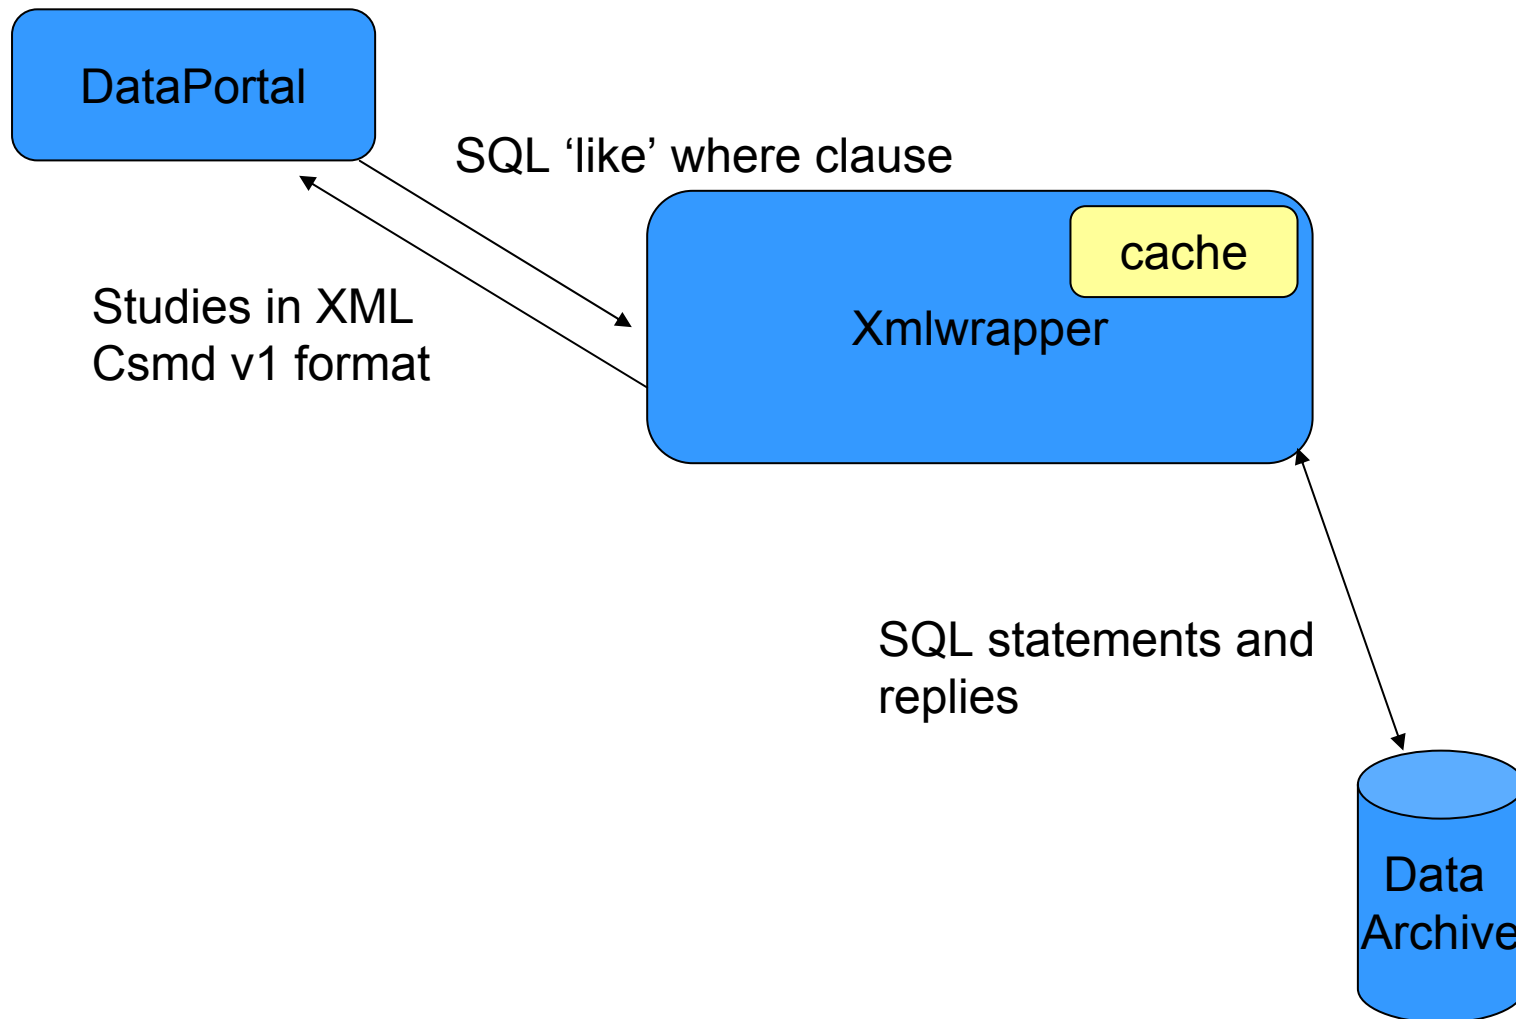 DataPortal
SQL ‘like’ where clause
cache
Studies in XML
Csmd v1 format
Xmlwrapper
SQL statements and
replies
Data
Archive